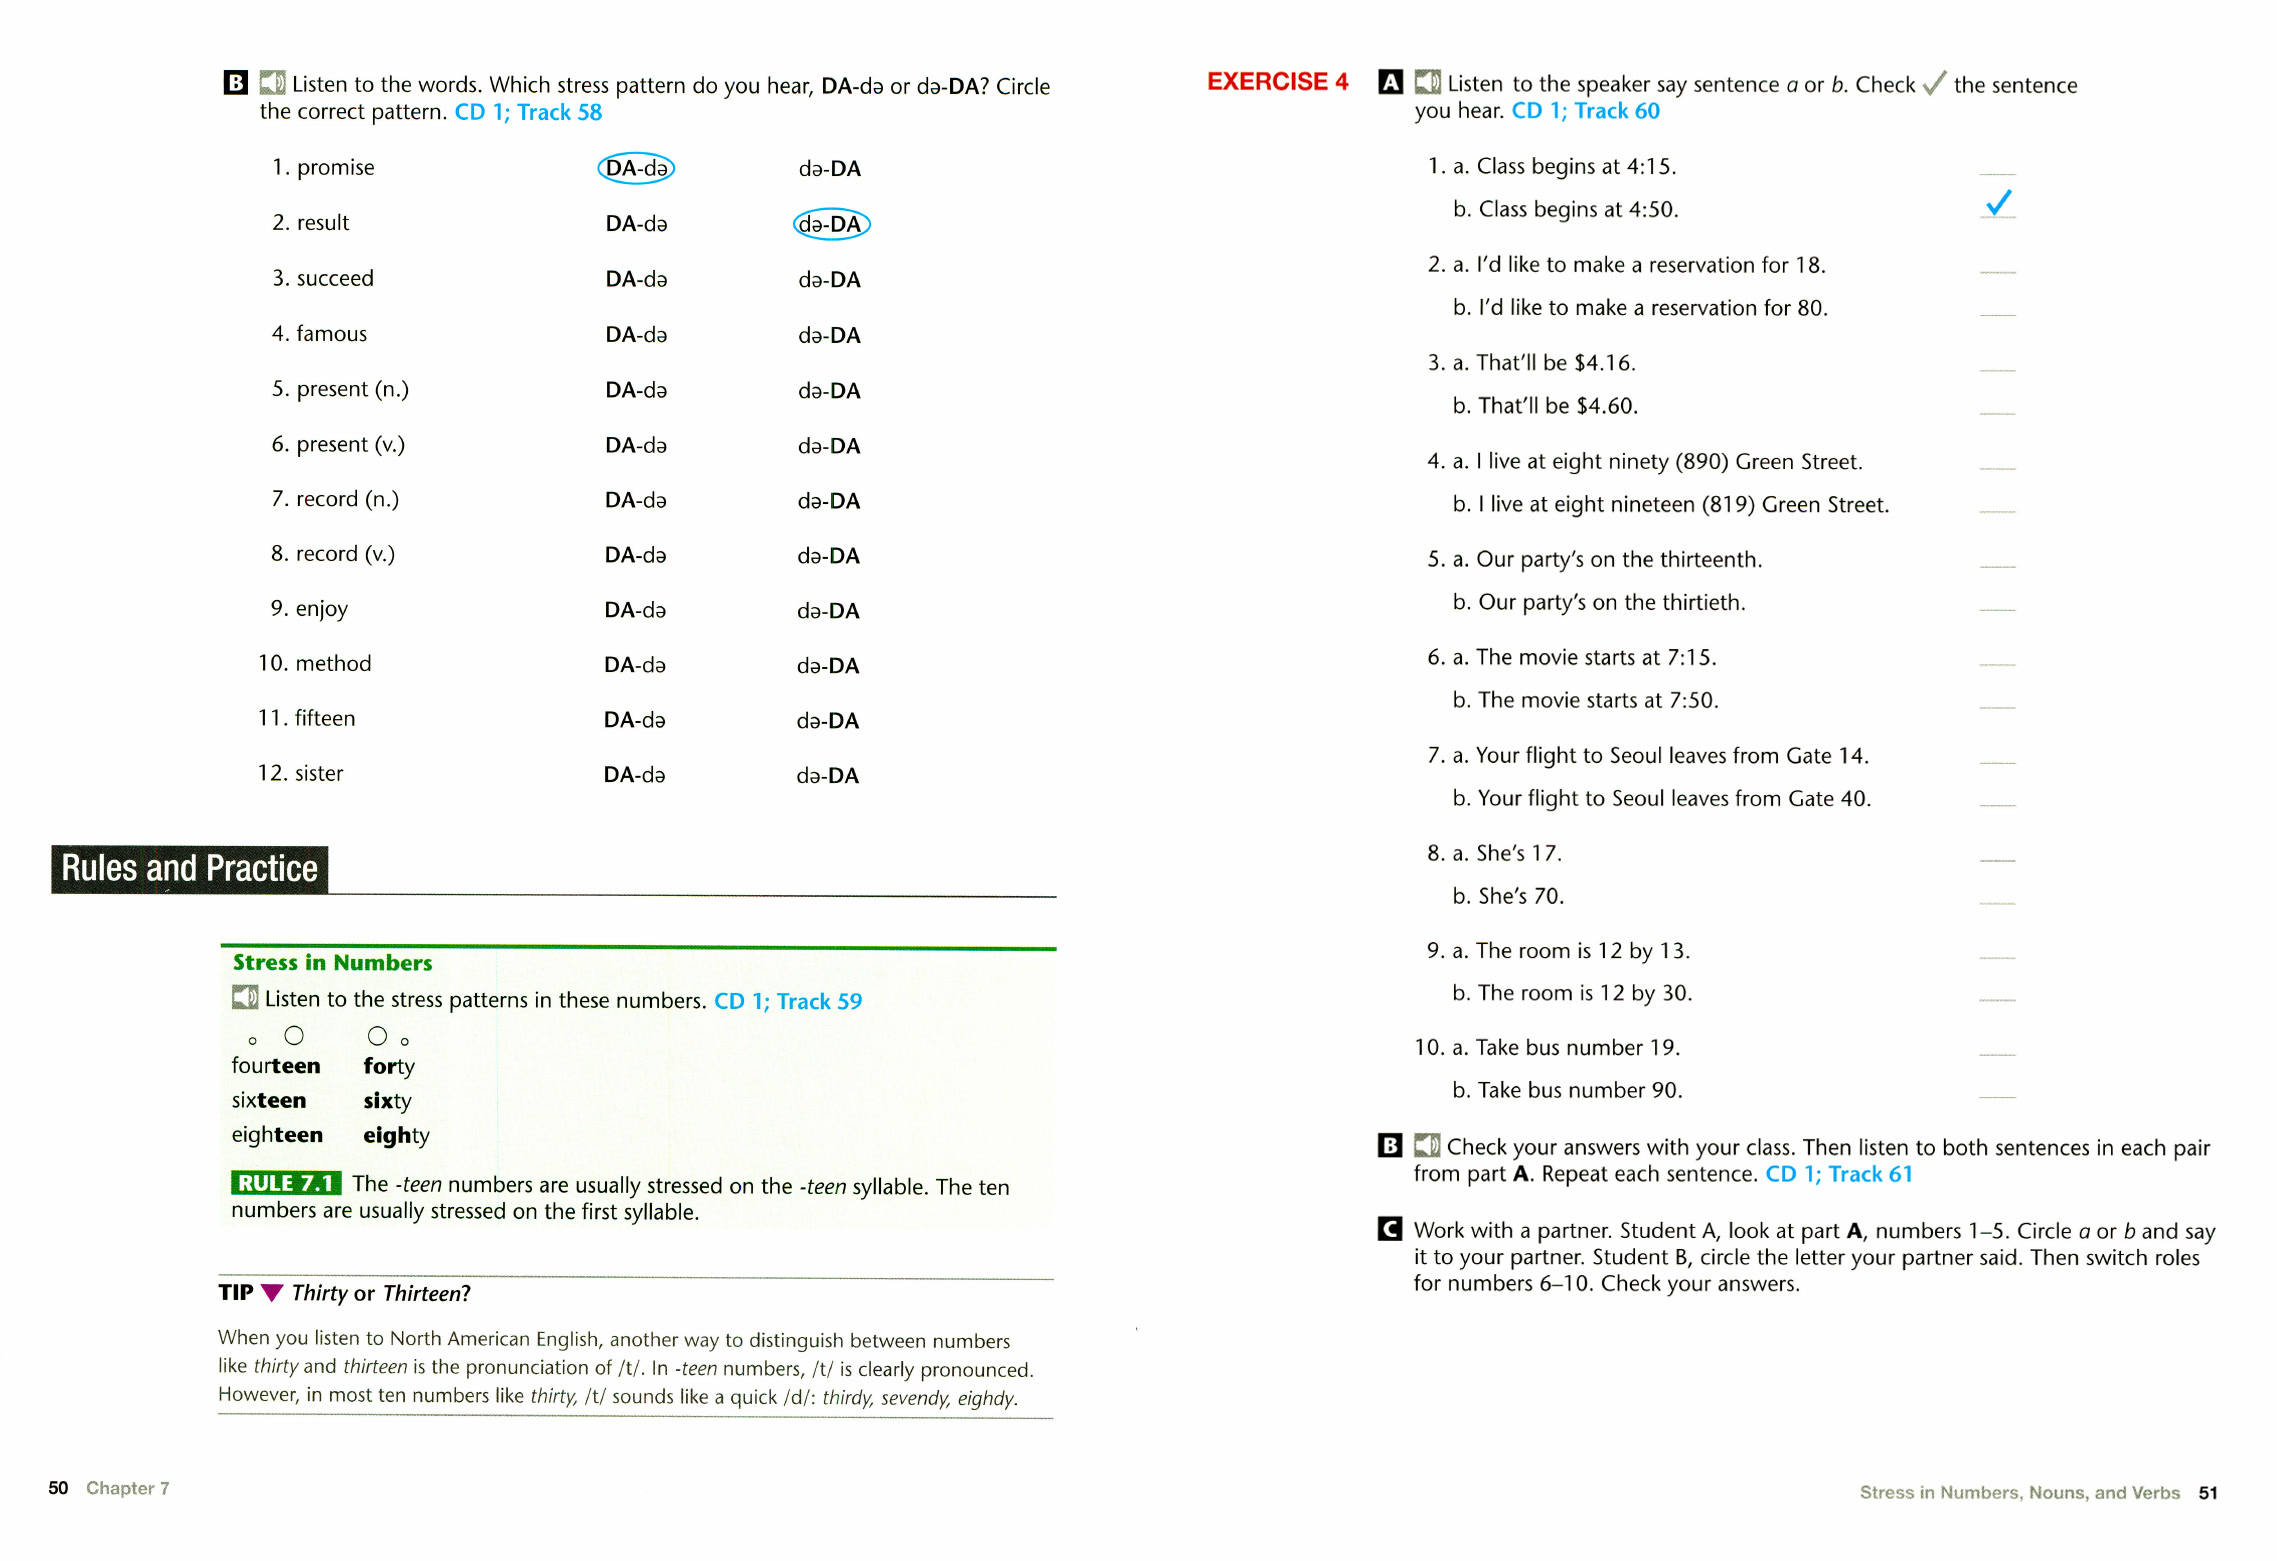 B Listen to the words. Which stress pattern do you hear, DA-də or də-DA? Circle
the correct pattern. CD 1; Track 58
1. promise DA-də də-DA
2. result DA-də də-DA
3. succeed DA-də də-DA
4. famous DA-də də-DA
5. present (n.) DA-də də-DA
6. present (v.) DA-də də-DA
7. record (n.) DA-də də-DA
8. record (v.) DA-də də-DA
9. enjoy DA-də də-DA
10. method DA-də də-DA
11. fifteen DA-də də-DA
12. sister DA-də də-DA
Rules and Practice
Stress in Numbers
Listen to the stress patterns in these numbers. CD 1; Track 59
fourteen forty
sixteen sixty
eighteen eighty
RULE 7.1 The -teen numbers are usually stressed on the -teen syllable. The ten
numbers are usually stressed on the first syllable.
TIP ▼ Thirty or Thirteen?
When you listen to North American English, another way to distinguish between numbers
like thirty and thirteen is the pronunciation of /t/. In -teen numbers, /t/ is clearly pronounced.
However, in most ten numbers like thirty, /t/ sounds like a quick /d/: thirdy, sevendy, eighdy.
50 Chapter 7
EXERCISE 4 A Listen to the speaker say sentence a or b. Check ✓ the sentence
you hear. CD 1; Track 60
1. a. Class begins at 4:15.
b. Class begins at 4:50. ✓
2. a. I'd like to make a reservation for 18.
b. I'd like to make a reservation for 80.
3. a. That'll be $4.16.
b. That'll be $4.60.
4. a. I live at eight ninety (890) Green Street.
b. I live at eight nineteen (819) Green Street.
5. a. Our party's on the thirteenth.
b. Our party's on the thirtieth.
6. a. The movie starts at 7:15.
b. The movie starts at 7:50.
7. a. Your flight to Seoul leaves from Gate 14.
b. Your flight to Seoul leaves from Gate 40.
8. a. She's 17.
b. She's 70.
9. a. The room is 12 by 13.
b. The room is 12 by 30.
10. a. Take bus number 19.
b. Take bus number 90.
B Check your answers with your class. Then listen to both sentences in each pair
from part A. Repeat each sentence. CD 1; Track 61
C Work with a partner. Student A, look at part A, numbers 1–5. Circle a or b and say
it to your partner. Student B, circle the letter your partner said. Then switch roles
for numbers 6–10. Check your answers.
Stress in Numbers, Nouns, and Verbs 51